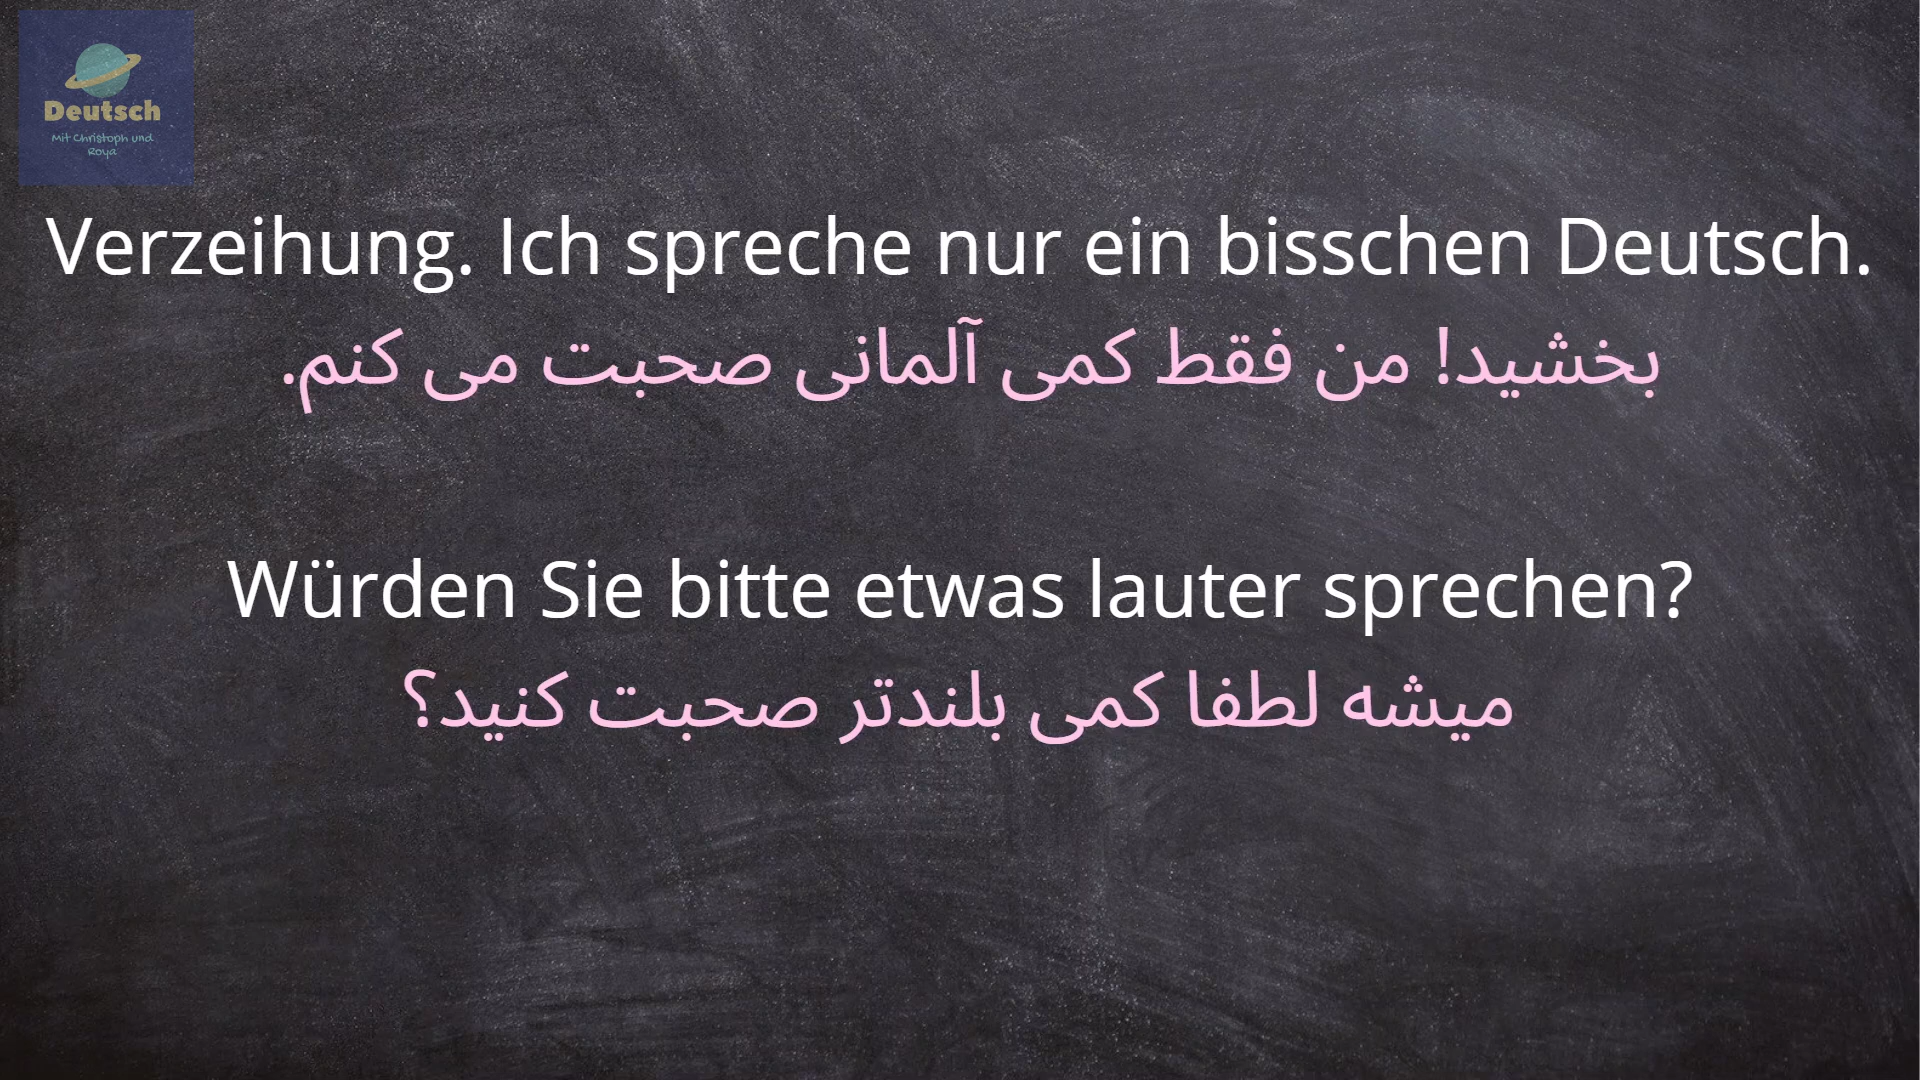 Deutsch
Mit Christoph und
Roya
Verzeihung. Ich spreche nur ein bisschen Deutsch.
بخشید! من فقط کمی آلمانی صحبت می کنم.
Würden Sie bitte etwas lauter sprechen?
میشه لطفا کمی بلندتر صحبت کنید؟